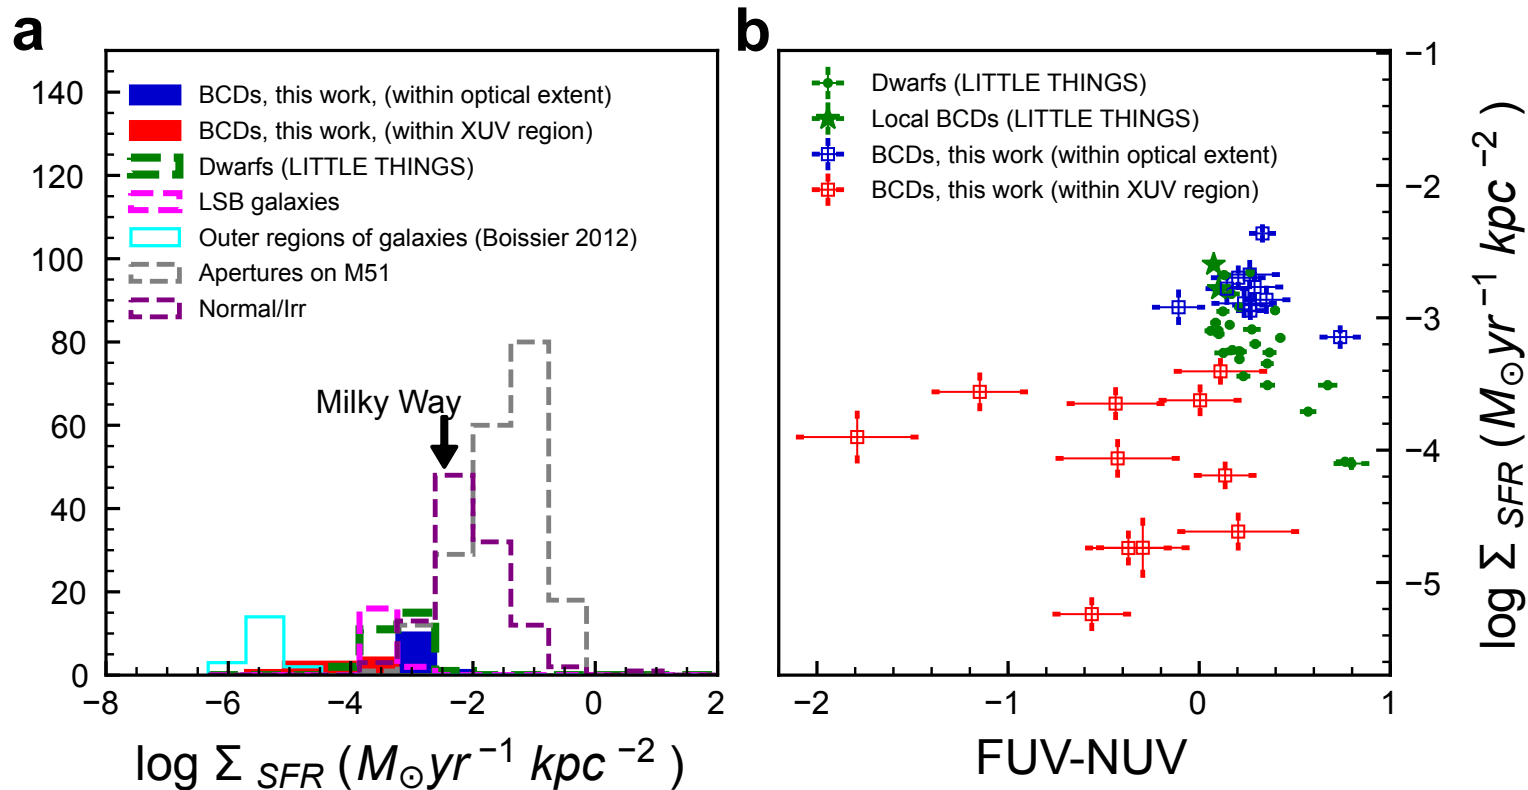 a
140
120
100
80
60
40
20
0
BCDs, this work, (within optical extent)
BCDs, this work, (within XUV region)
Dwarfs (LITTLE THINGS)
LSB galaxies
Outer regions of galaxies (Boissier 2012)
Apertures on M51
Normal/Irr
Milky Way
−8 −6 −4 −2 0 2
log Σ SFR (M⊙yr −1 kpc −2 )
b
Dwarfs (LITTLE THINGS)
Local BCDs (LITTLE THINGS)
BCDs, this work (within optical extent)
BCDs, this work (within XUV region)
−1
−2
−3
−4
−5
log Σ SFR (M⊙yr −1 kpc −2
−2 −1 0 1
FUV-NUV